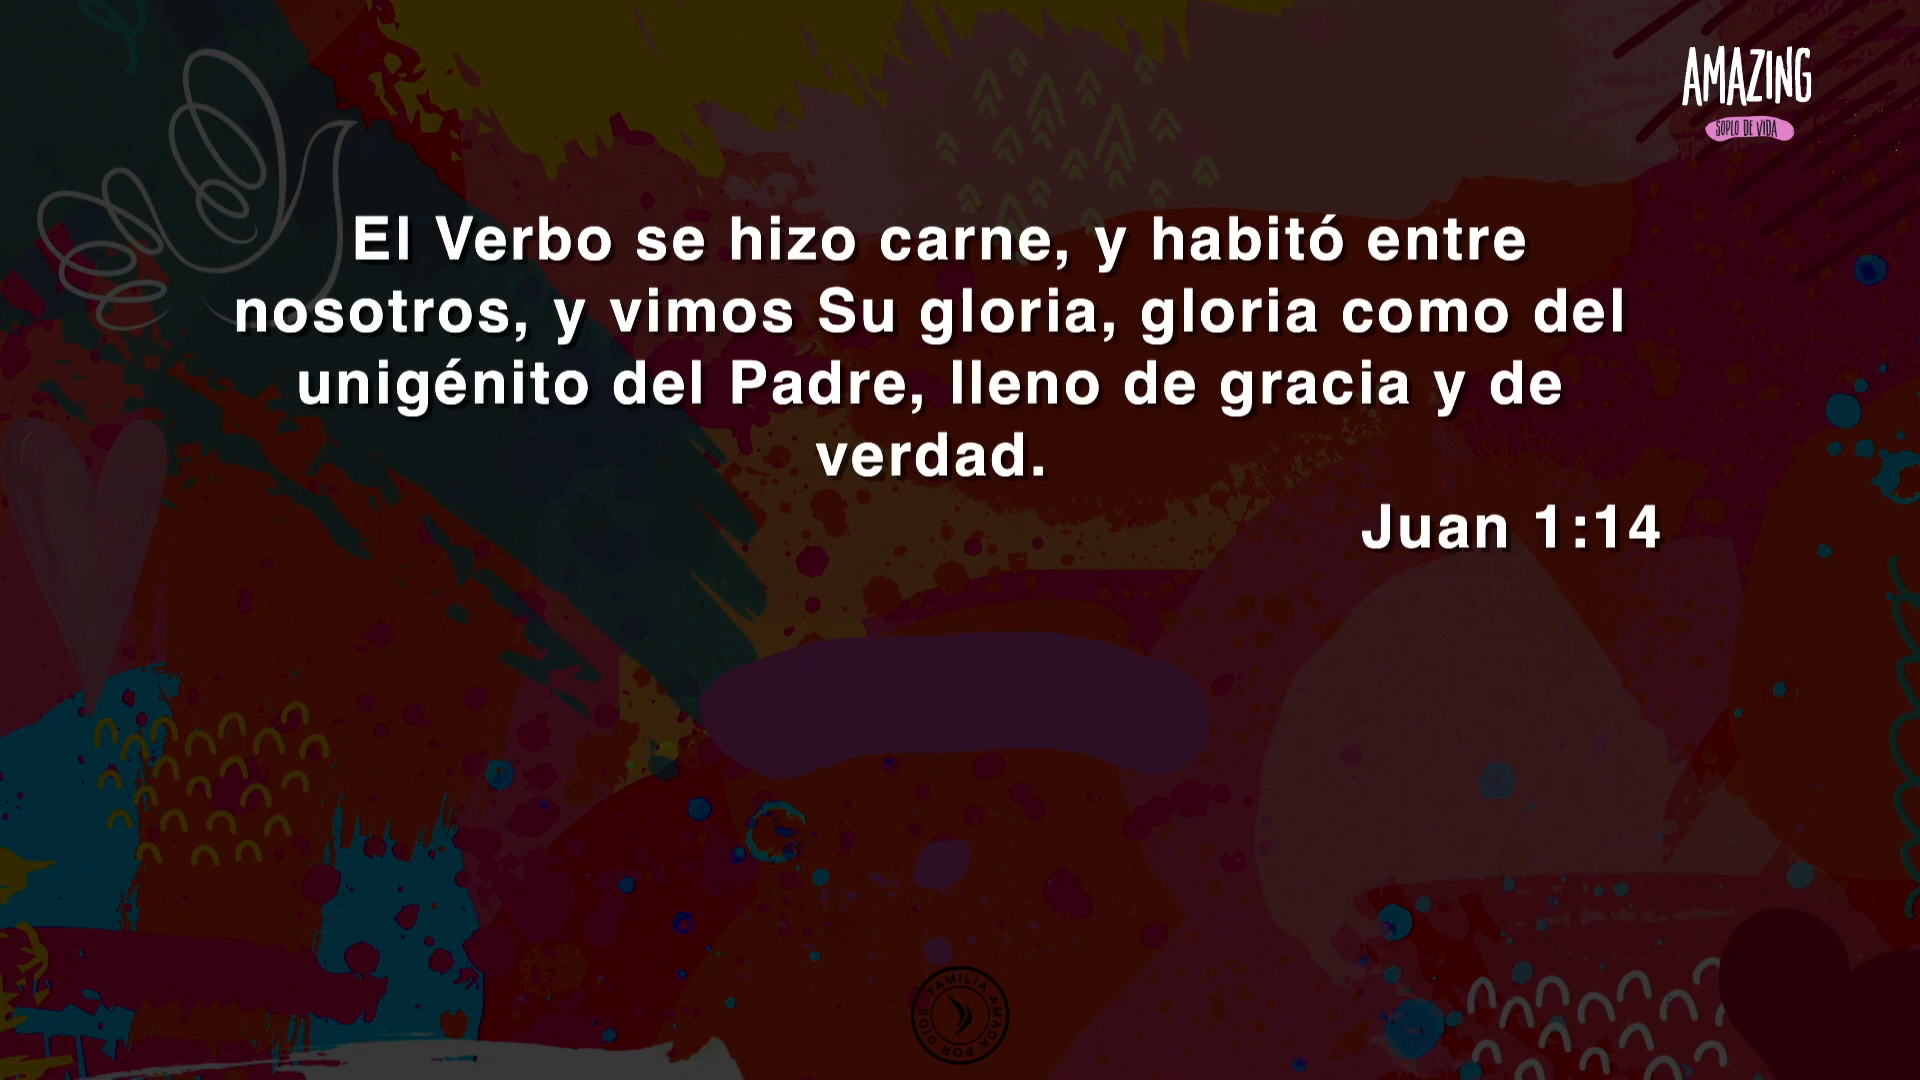 AMAZING
SOPLO DE VIDA
El Verbo se hizo carne, y habitó entre
nosotros, y vimos Su gloria, gloria como del
unigénito del Padre, lleno de gracia y de
verdad.
Juan 1:14
FAMILIA AMADA POR DIOS